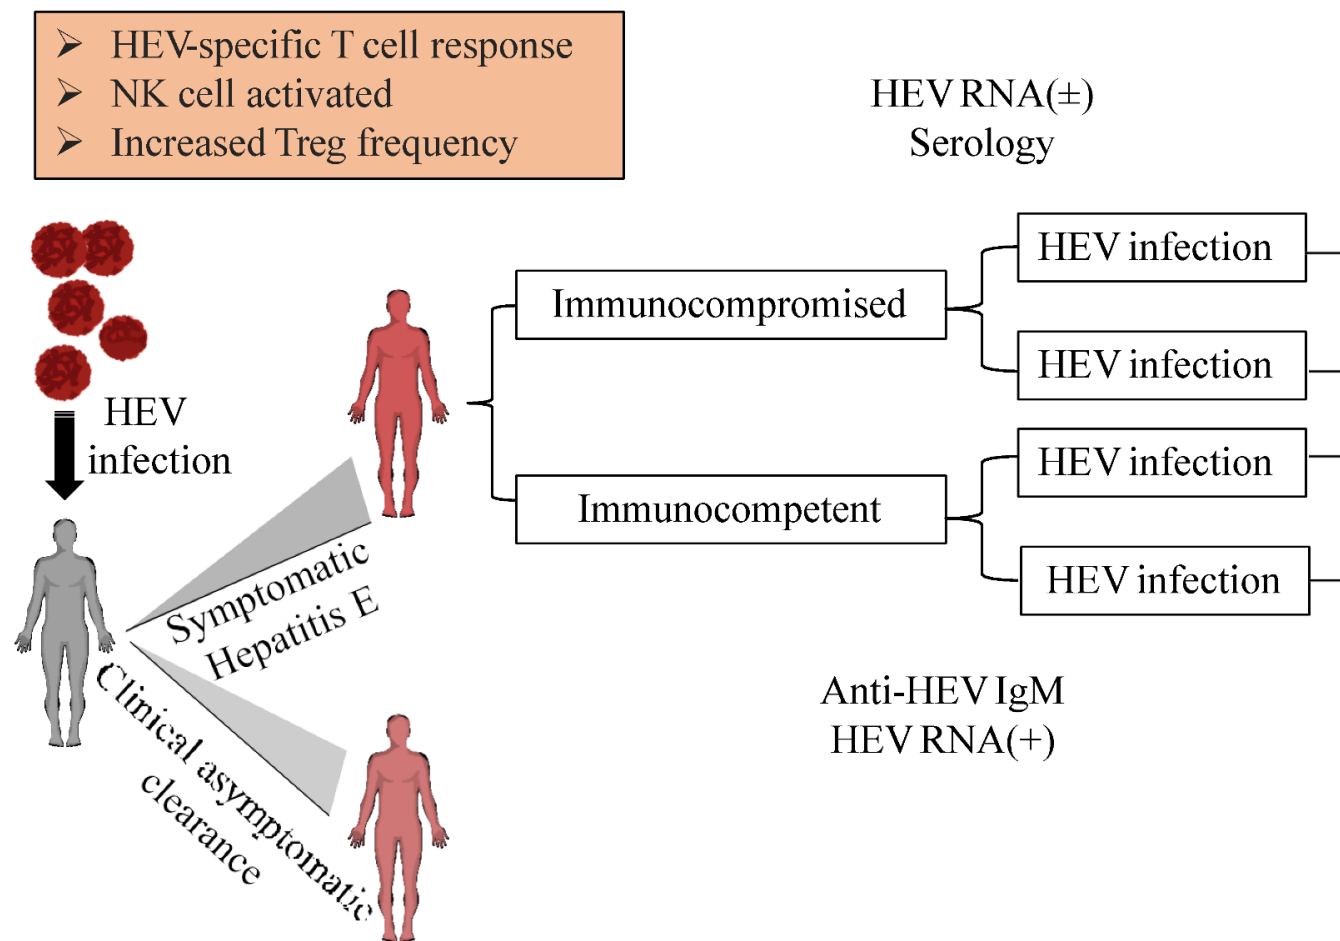 HEV-specific T cell response
NK cell activated
Increased Treg frequency
HEV RNA(±)
Serology
HEV infection
Immunocompromised
HEV infection
HEV
infection
HEV infection
Immunocompetent
HEV infection
Symptomatic
Hepatitis E
Clinical asymptomatic
clearance
Anti-HEV IgM
HEV RNA(+)